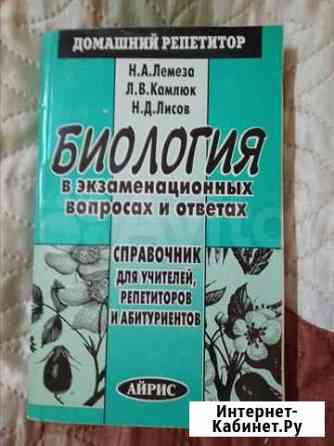 ДОМАШНИЙ РЕПЕТИТОР
Н.А.Лемеза
Л.В.Камлюк
Н.Д.Лисов
БИОЛОГИЯ
в экзаменационных
вопросах и ответах
СПРАВОЧНИК
ДЛЯ УЧИТЕЛЕЙ,
РЕПЕТИТОРОВ
И АБИТУРИЕНТОВ
АЙРИС
Интернет-
Кабинет.Ру